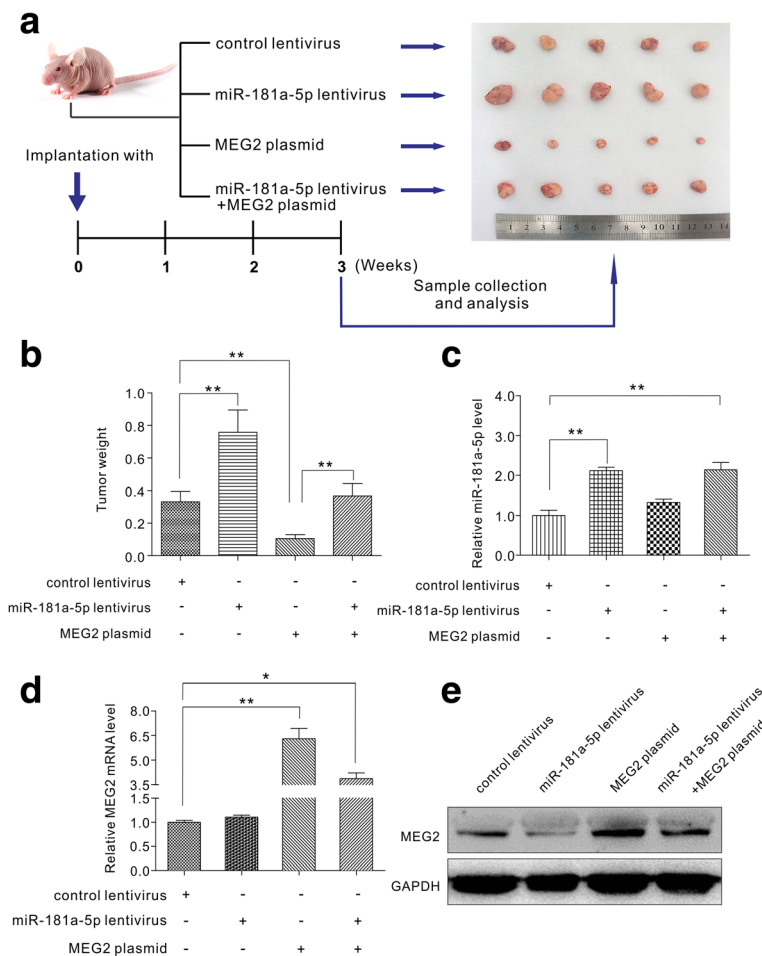 a
control lentivirus
miR-181a-5p lentivirus
MEG2 plasmid
miR-181a-5p lentivirus
+MEG2 plasmid
Implantation with
0 1 2 3 (Weeks)
Sample collection
and analysis
1 2 3 4 5 6 7 8 9 10 11 12 13 14
b
** 
**
**
Tumor weight
1.0
0.8
0.6
0.4
0.2
0.0
control lentivirus + - - -
miR-181a-5p lentivirus - + - +
MEG2 plasmid - - + +
c
**
**
Relative miR-181a-5p level
4.0
3.0
2.0
1.0
0.0
control lentivirus + - - -
miR-181a-5p lentivirus - + - +
MEG2 plasmid - - + +
d
*
**
Relative MEG2 mRNA level
8.0
6.5
5.0
3.5
1.5
1.0
0.5
0.0
control lentivirus + - - -
miR-181a-5p lentivirus - + - +
MEG2 plasmid - - + +
e
control lentivirus
miR-181a-5p lentivirus
MEG2 plasmid
miR-181a-5p lentivirus
+MEG2 plasmid
MEG2
GAPDH